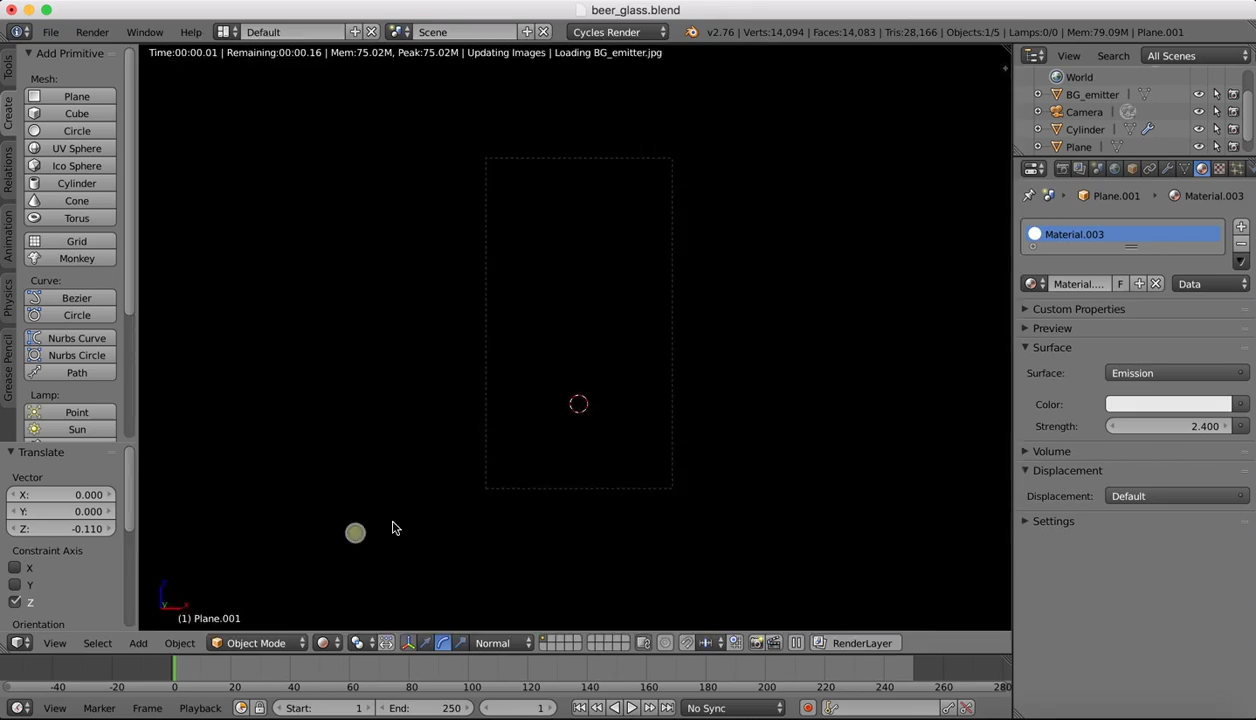 beer_glass.blend
File Render Window Help Default Scene Cycles Render v2.76 | Verts:14,094 | Faces:14,083 | Tris:28,166 | Objects:1/5 | Lamps:0/0 | Mem:79.09M | Plane.001
Time:00:00.01 | Remaining:00:00.16 | Mem:75.02M, Peak:75.02M | Updating Images | Loading BG_emitter.jpg
Tools
Create
Relations
Animation
Physics
Grease Pencil
Add Primitive
Mesh:
Plane
Cube
Circle
UV Sphere
Ico Sphere
Cylinder
Cone
Torus
Grid
Monkey
Curve:
Bezier
Circle
Nurbs Curve
Nurbs Circle
Path
Lamp:
Point
Sun
Translate
Vector
X: 0.000
Y: 0.000
Z: -0.110
Constraint Axis
X
Y
Z
Orientation
y
(1) Plane.001
View Select Add Object Object Mode Normal RenderLayer
-40 -20 0 20 40 60 80 100 120 140 160 180 200 220 240 260 280
View Marker Frame Playback Start: 1 End: 250 1 No Sync
View Search All Scenes
World
BG_emitter
Camera
Cylinder
Plane
Plane.001 Material.003
Material.003
Material.... F Data
Custom Properties
Preview
Surface
Surface: Emission
Color:
Strength: 2.400
Volume
Displacement
Displacement: Default
Settings